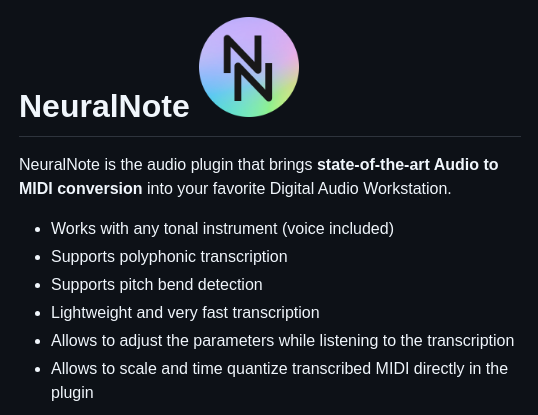 NN
NeuralNote
NeuralNote is the audio plugin that brings state-of-the-art Audio to
MIDI conversion into your favorite Digital Audio Workstation.
Works with any tonal instrument (voice included)
Supports polyphonic transcription
Supports pitch bend detection
Lightweight and very fast transcription
Allows to adjust the parameters while listening to the transcription
Allows to scale and time quantize transcribed MIDI directly in the
plugin